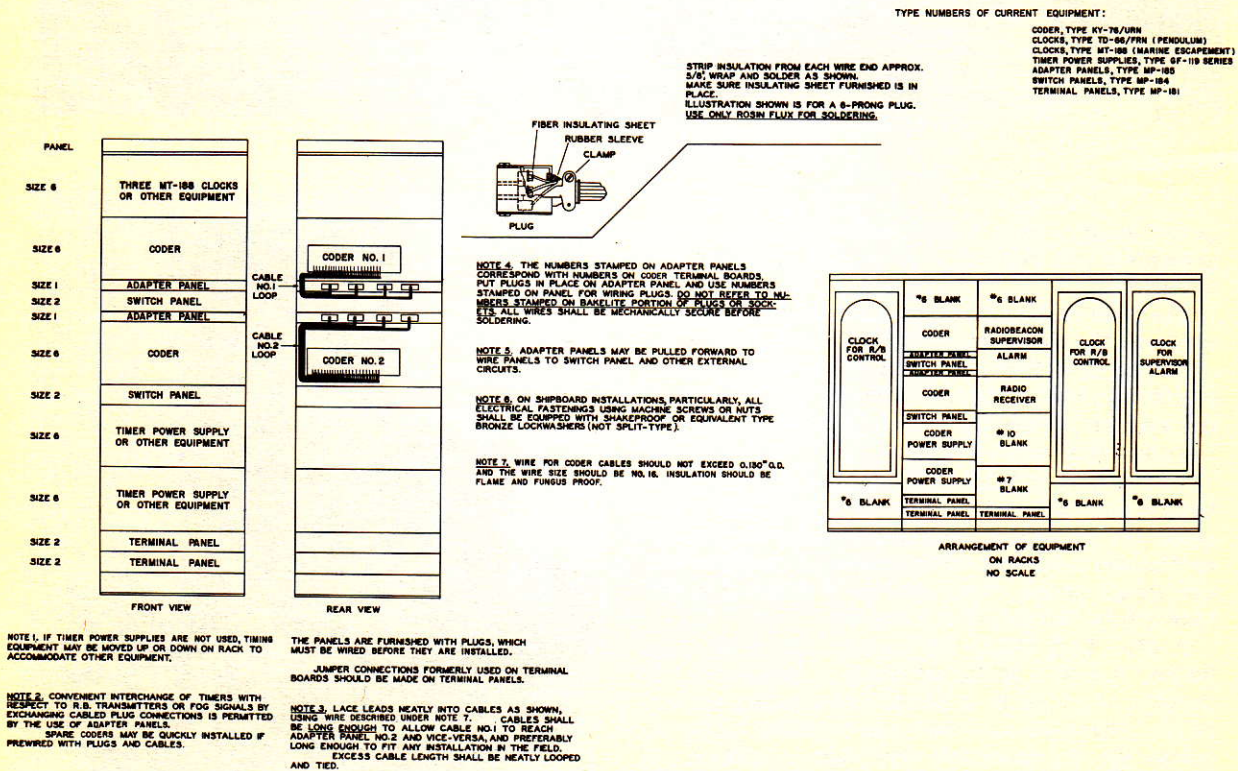 TYPE NUMBERS OF CURRENT EQUIPMENT:
CODER, TYPE KY-76/URN
CLOCKS, TYPE TD-66/FRN (PENDULUM)
CLOCKS, TYPE MT-188 (MARINE ESCAPEMENT)
TIMER POWER SUPPLIES, TYPE GF-119 SERIES
ADAPTER PANELS, TYPE MP-185
SWITCH PANELS, TYPE MP-184
TERMINAL PANELS, TYPE MP-181
STRIP INSULATION FROM EACH WIRE END APPROX.
5/8", WRAP AND SOLDER AS SHOWN.
MAKE SURE INSULATING SHEET FURNISHED IS IN
PLACE.
ILLUSTRATION SHOWN IS FOR A 6-PRONG PLUG.
USE ONLY ROSIN FLUX FOR SOLDERING.
FIBER INSULATING SHEET
RUBBER SLEEVE
CLAMP
PLUG
PANEL
SIZE 6
THREE MT-188 CLOCKS
OR OTHER EQUIPMENT
SIZE 6
CODER
SIZE 1
ADAPTER PANEL
SIZE 2
SWITCH PANEL
SIZE 1
ADAPTER PANEL
SIZE 6
CODER
SIZE 2
SWITCH PANEL
SIZE 6
TIMER POWER SUPPLY
OR OTHER EQUIPMENT
SIZE 6
TIMER POWER SUPPLY
OR OTHER EQUIPMENT
SIZE 2
TERMINAL PANEL
SIZE 2
TERMINAL PANEL
FRONT VIEW
CODER NO. 1
CABLE
NO.1
LOOP
CABLE
NO.2
LOOP
CODER NO.2
REAR VIEW
NOTE 4. THE NUMBERS STAMPED ON ADAPTER PANELS
CORRESPOND WITH NUMBERS ON CODER TERMINAL BOARDS.
PUT PLUGS IN PLACE ON ADAPTER PANEL AND USE NUMBERS
STAMPED ON PANEL FOR WIRING PLUGS. DO NOT REFER TO NU-
MBERS STAMPED ON BAKELITE PORTION OF PLUGS OR SOCK-
ETS. ALL WIRES SHALL BE MECHANICALLY SECURE BEFORE
SOLDERING.
NOTE 5. ADAPTER PANELS MAY BE PULLED FORWARD TO
WIRE PANELS TO SWITCH PANEL AND OTHER EXTERNAL
CIRCUITS.
NOTE 6. ON SHIPBOARD INSTALLATIONS, PARTICULARLY, ALL
ELECTRICAL FASTENINGS USING MACHINE SCREWS OR NUTS
SHALL BE EQUIPPED WITH SHAKEPROOF OR EQUIVALENT TYPE
BRONZE LOCKWASHERS (NOT SPLIT-TYPE).
NOTE 7. WIRE FOR CODER CABLES SHOULD NOT EXCEED 0.130" O.D.
AND THE WIRE SIZE SHOULD BE NO. 16. INSULATION SHOULD BE
FLAME AND FUNGUS PROOF.
CLOCK
FOR R/B
CONTROL
#6 BLANK
#6 BLANK
CODER
ADAPTER PANEL
SWITCH PANEL
ADAPTER PANEL
CODER
SWITCH PANEL
CODER
POWER SUPPLY
CODER
POWER SUPPLY
TERMINAL PANEL
TERMINAL PANEL
#6 BLANK
RADIOBEACON
SUPERVISOR
ALARM
RADIO
RECEIVER
#10
BLANK
#7
BLANK
TERMINAL PANEL
CLOCK
FOR R/B
CONTROL
#6 BLANK
CLOCK
FOR
SUPERVISOR
ALARM
#6 BLANK
ARRANGEMENT OF EQUIPMENT
ON RACKS
NO SCALE
NOTE 1. IF TIMER POWER SUPPLIES ARE NOT USED, TIMING
EQUIPMENT MAY BE MOVED UP OR DOWN ON RACK TO
ACCOMMODATE OTHER EQUIPMENT.
NOTE 2. CONVENIENT INTERCHANGE OF TIMERS WITH
RESPECT TO R.B. TRANSMITTERS OR FOG SIGNALS BY
EXCHANGING CABLED PLUG CONNECTIONS IS PERMITTED
BY THE USE OF ADAPTER PANELS.
SPARE CODERS MAY BE QUICKLY INSTALLED IF
PREWIRED WITH PLUGS AND CABLES.
THE PANELS ARE FURNISHED WITH PLUGS, WHICH
MUST BE WIRED BEFORE THEY ARE INSTALLED.
JUMPER CONNECTIONS FORMERLY USED ON TERMINAL
BOARDS SHOULD BE MADE ON TERMINAL PANELS.
NOTE 3. LACE LEADS NEATLY INTO CABLES AS SHOWN,
USING WIRE DESCRIBED UNDER NOTE 7. CABLES SHALL
BE LONG ENOUGH TO ALLOW CABLE NO.1 TO REACH
ADAPTER PANEL NO.2 AND VICE-VERSA, AND PREFERABLY
LONG ENOUGH TO FIT ANY INSTALLATION IN THE FIELD.
EXCESS CABLE LENGTH SHALL BE NEATLY LOOPED
AND TIED.